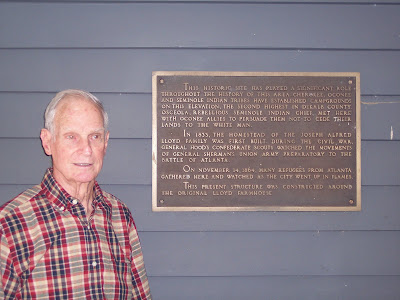 THIS HISTORIC SITE HAS PLAYED A SIGNIFICANT ROLE
THROUGHOUT THE HISTORY OF THIS AREA CHEROKEE, OCONEE
AND SEMINOLE INDIAN TRIBES HAVE ESTABLISHED CAMPGROUNDS
ON THIS ELEVATION, THE SECOND HIGHEST IN DEKALB COUNTY
OSCEOLA, REBELLIOUS SEMINOLE INDIAN CHIEF, MET HERE
WITH OCONEE ALLIES TO PERSUADE THEM NOT TO CEDE THEIR
LANDS TO THE WHITE MAN.
IN 1833, THE HOMESTEAD OF THE JOSEPH ALFRED
LLOYD FAMILY WAS FIRST BUILT. DURING THE CIVIL WAR,
GENERAL HOOD'S CONFEDERATE SCOUTS WATCHED THE MOVEMENTS
OF GENERAL SHERMAN'S UNION ARMY PREPARATORY TO THE
BATTLE OF ATLANTA.
ON NOVEMBER 14, 1864, MANY REFUGEES FROM ATLANTA
GATHERED HERE AND WATCHED AS THE CITY WENT UP IN FLAMES.
THIS PRESENT STRUCTURE WAS CONSTRUCTED AROUND
THE ORIGINAL LLOYD FARMHOUSE.